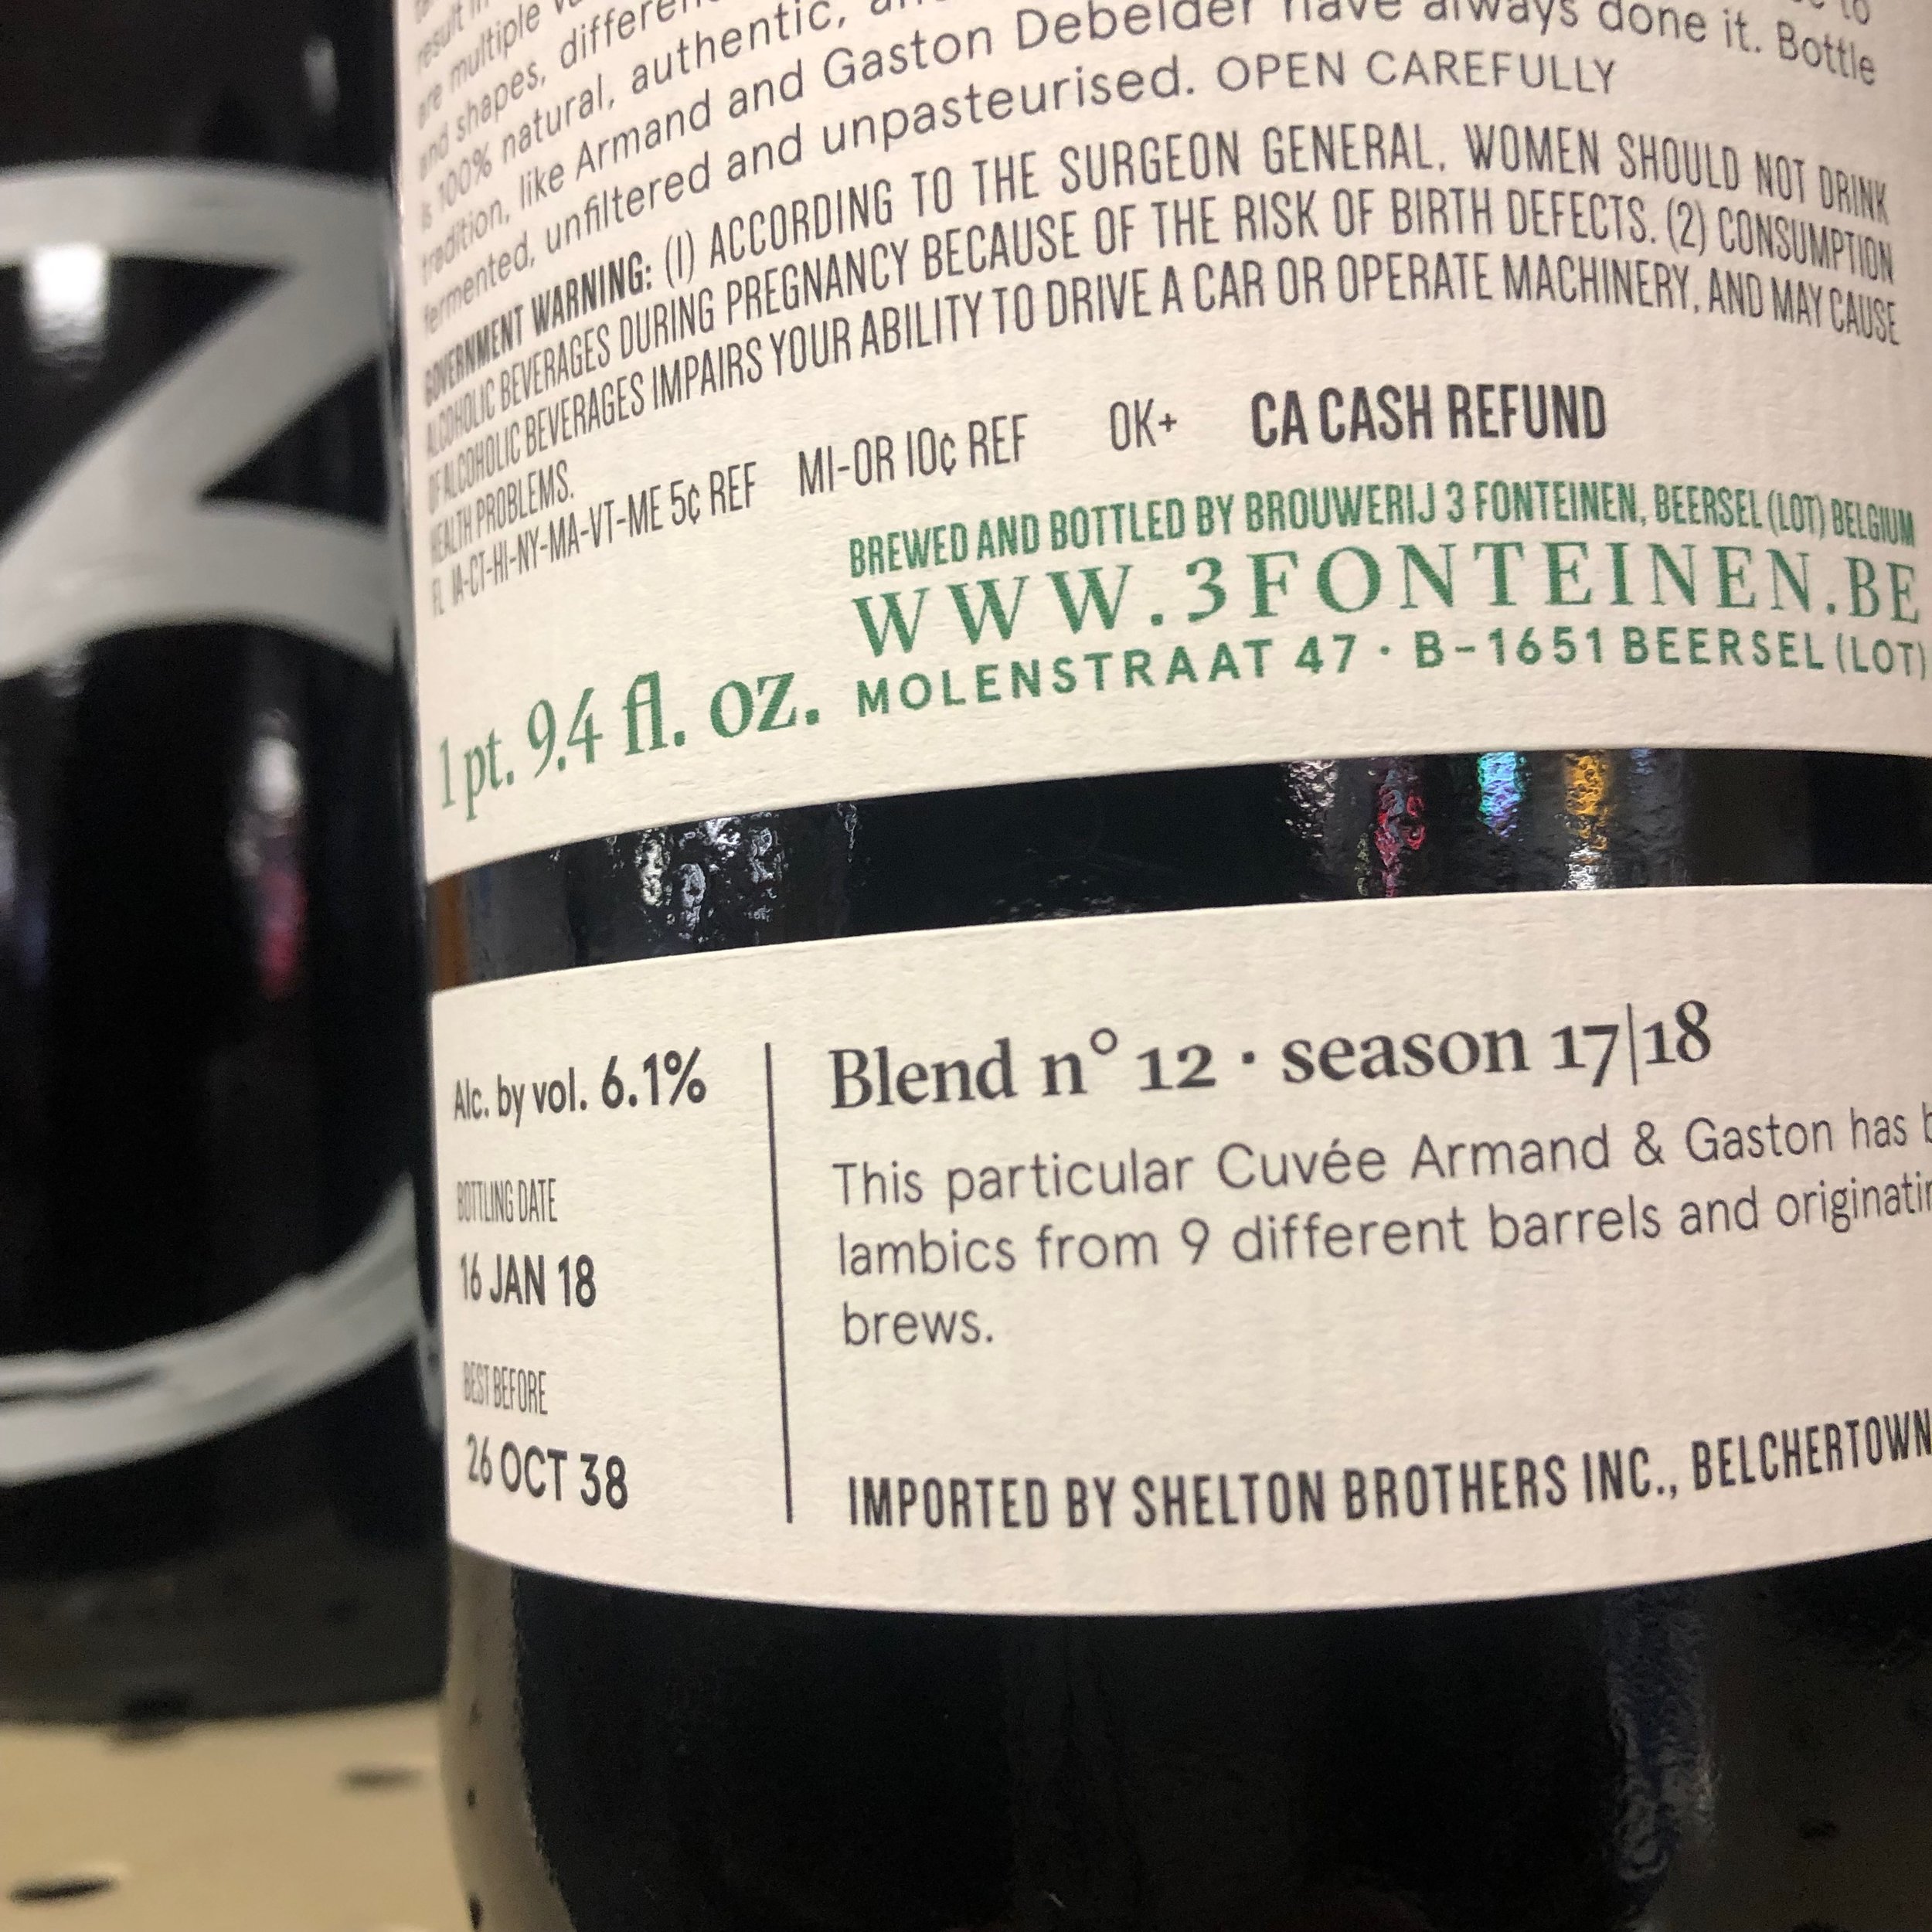 result in
are multiple
and shapes, differen
is 100% natural, authentic,
tradition, like Armand and Gaston Debelder have always done it. Bottle
fermented, unfiltered and unpasteurised. OPEN CAREFULLY
GOVERNMENT WARNING: (1) ACCORDING TO THE SURGEON GENERAL, WOMEN SHOULD NOT DRINK
ALCOHOLIC BEVERAGES DURING PREGNANCY BECAUSE OF THE RISK OF BIRTH DEFECTS. (2) CONSUMPTION
OF ALCOHOLIC BEVERAGES IMPAIRS YOUR ABILITY TO DRIVE A CAR OR OPERATE MACHINERY, AND MAY CAUSE
HEALTH PROBLEMS.
FL IA-CT-HI-NY-MA-VT-ME 5¢ REF MI-OR 10¢ REF OK+ CA CASH REFUND
BREWED AND BOTTLED BY BROUWERIJ 3 FONTEINEN, BEERSEL (LOT) BELGIUM
WWW.3FONTEINEN.BE
1 pt. 9.4 fl. oz. MOLENSTRAAT 47 · B-1651 BEERSEL (LOT)
Alc. by vol. 6.1%
BOTTLING DATE
16 JAN 18
BEST BEFORE
26 OCT 38
Blend n° 12 · season 17|18
This particular Cuvée Armand & Gaston has b
lambics from 9 different barrels and originatin
brews.
IMPORTED BY SHELTON BROTHERS INC., BELCHERTOWN